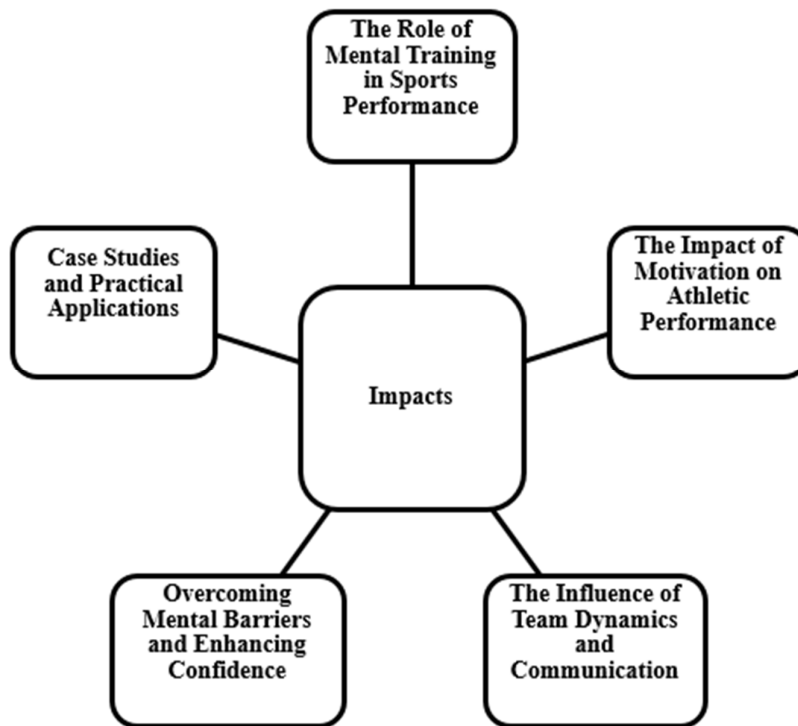 The Role of
Mental Training
in Sports
Performance
Case Studies
and Practical
Applications
The Impact of
Motivation on
Athletic
Performance
Impacts
Overcoming
Mental Barriers
and Enhancing
Confidence
The Influence of
Team Dynamics
and
Communication